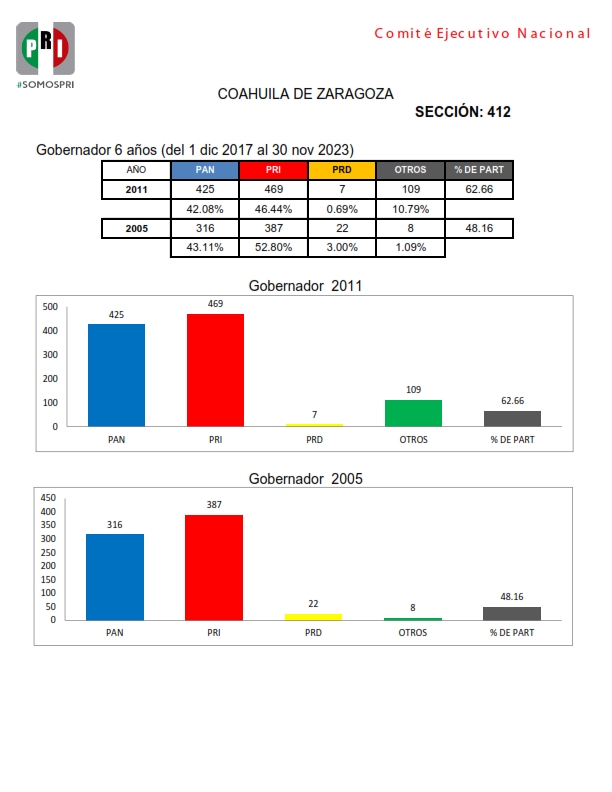 PRI
#SOMOSPRI
Comité Ejecutivo Nacional
COAHUILA DE ZARAGOZA
SECCIÓN: 412
Gobernador 6 años (del 1 dic 2017 al 30 nov 2023)
AÑO PAN PRI PRD OTROS % DE PART
2011 425 469 7 109 62.66
42.08% 46.44% 0.69% 10.79%
2005 316 387 22 8 48.16
43.11% 52.80% 3.00% 1.09%
Gobernador 2011
500
400
300
200
100
0
425
469
7
109
62.66
PAN PRI PRD OTROS % DE PART
Gobernador 2005
450
400
350
300
250
200
150
100
50
0
316
387
22
8
48.16
PAN PRI PRD OTROS % DE PART